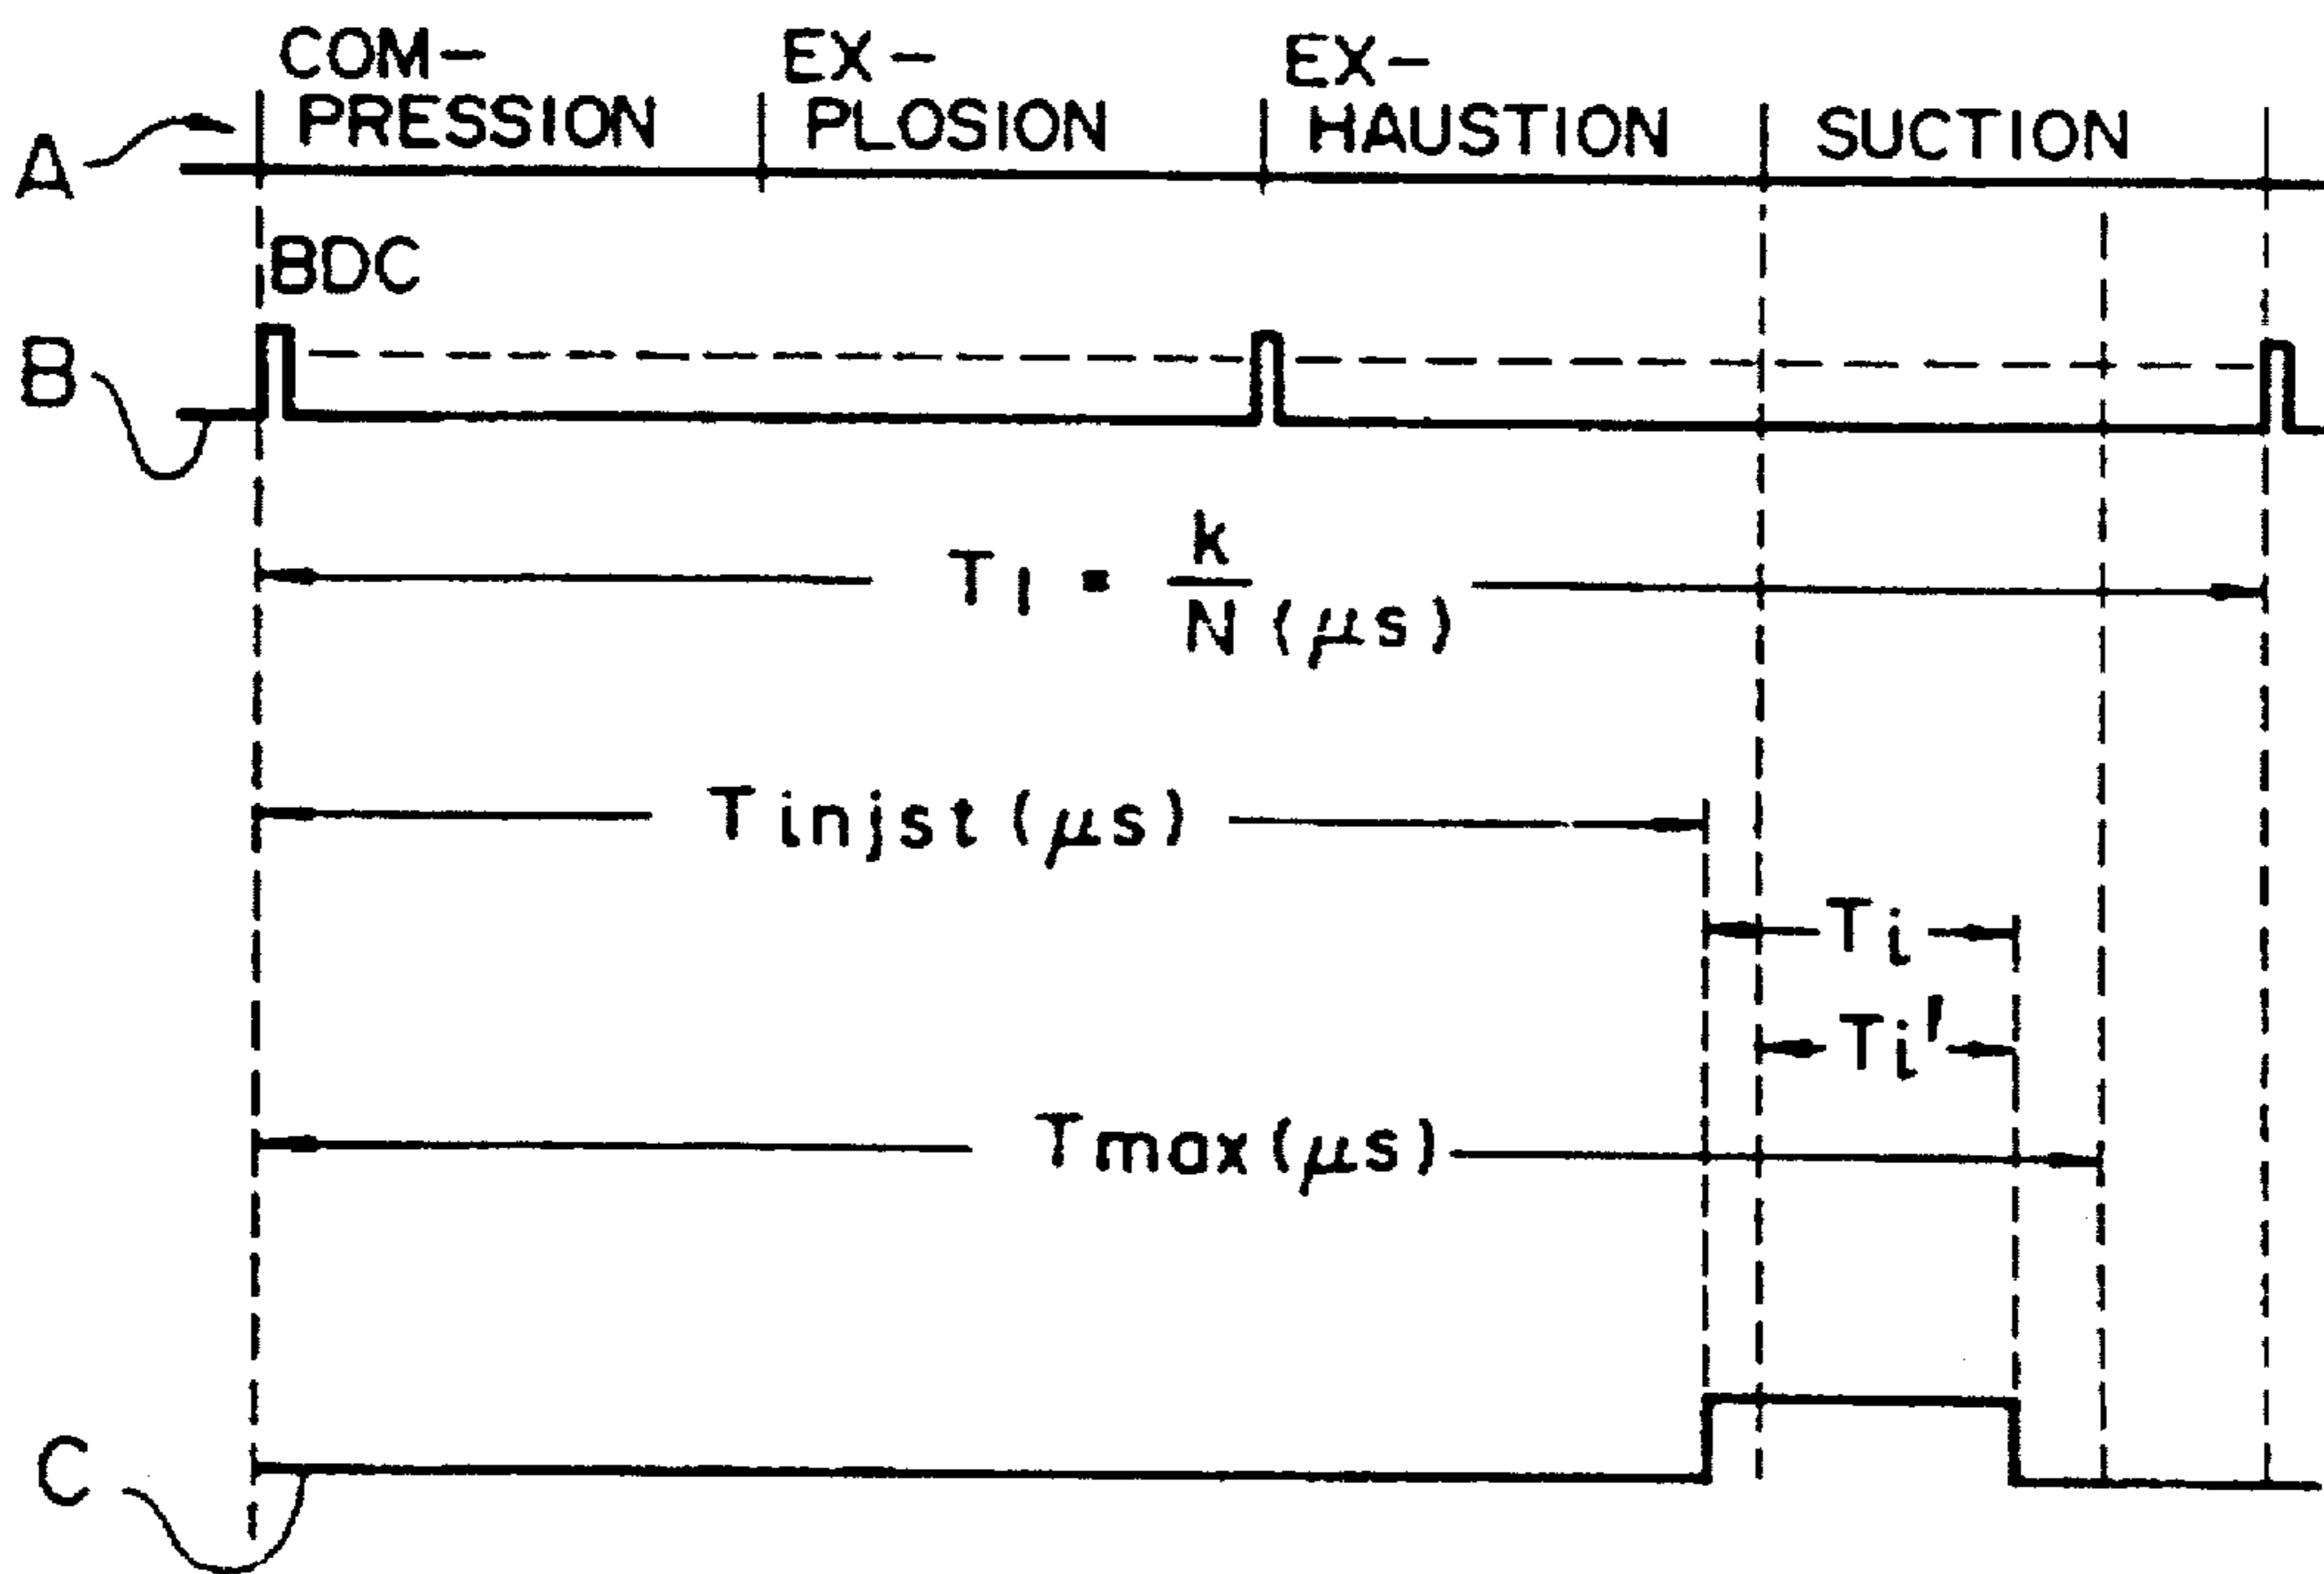 COM-
PRESSION
EX-
PLOSION
EX-
HAUSTION
SUCTION
A
BDC
B
T1 = k/N (μs)
Tinjst (μs)
Ti
Ti'
Tmax (μs)
C